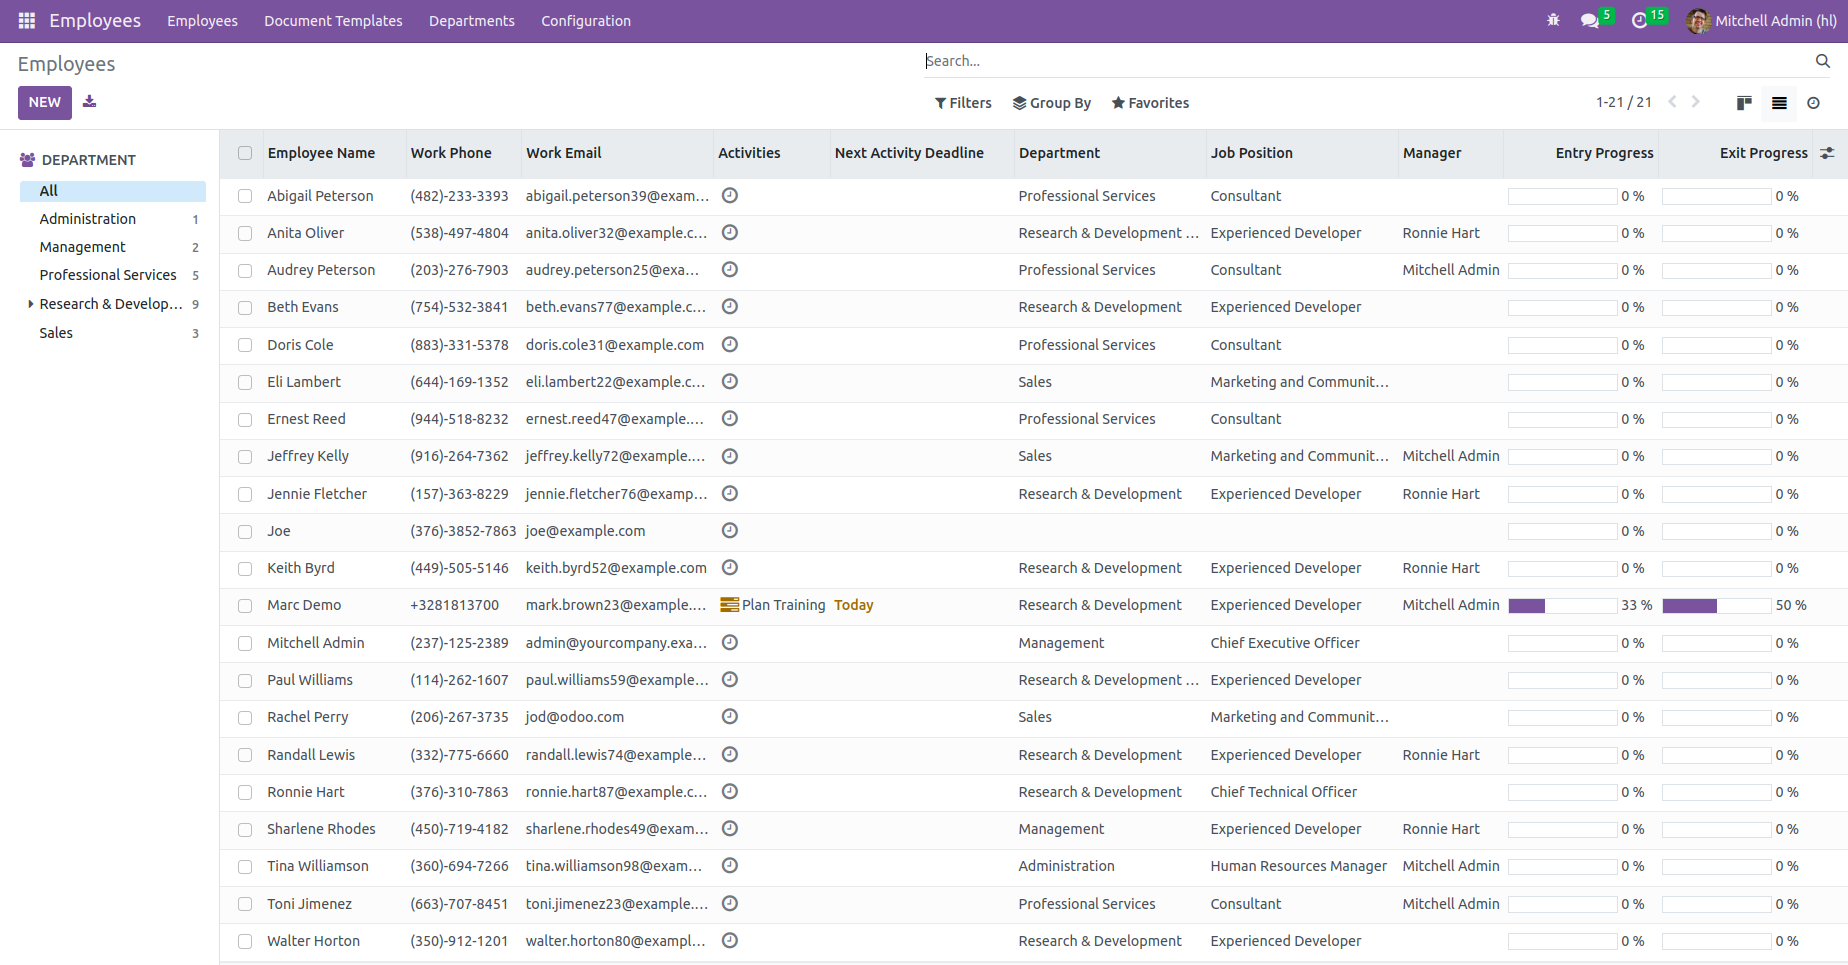 Employees Employees Document Templates Departments Configuration 5 15 Mitchell Admin (hl)
Employees Search...
NEW Filters Group By Favorites 1-21 / 21
DEPARTMENT
All
Administration 1
Management 2
Professional Services 5
Research & Develop... 9
Sales 3
Employee Name Work Phone Work Email Activities Next Activity Deadline Department Job Position Manager Entry Progress Exit Progress
Abigail Peterson (482)-233-3393 abigail.peterson39@exam... Professional Services Consultant 0 % 0 %
Anita Oliver (538)-497-4804 anita.oliver32@example.c... Research & Development ... Experienced Developer Ronnie Hart 0 % 0 %
Audrey Peterson (203)-276-7903 audrey.peterson25@exa... Professional Services Consultant Mitchell Admin 0 % 0 %
Beth Evans (754)-532-3841 beth.evans77@example.c... Research & Development Experienced Developer 0 % 0 %
Doris Cole (883)-331-5378 doris.cole31@example.com Professional Services Consultant 0 % 0 %
Eli Lambert (644)-169-1352 eli.lambert22@example.c... Sales Marketing and Communit... 0 % 0 %
Ernest Reed (944)-518-8232 ernest.reed47@example.... Professional Services Consultant 0 % 0 %
Jeffrey Kelly (916)-264-7362 jeffrey.kelly72@example.... Sales Marketing and Communit... Mitchell Admin 0 % 0 %
Jennie Fletcher (157)-363-8229 jennie.fletcher76@examp... Research & Development Experienced Developer Ronnie Hart 0 % 0 %
Joe (376)-3852-7863 joe@example.com 0 % 0 %
Keith Byrd (449)-505-5146 keith.byrd52@example.com Research & Development Experienced Developer Ronnie Hart 0 % 0 %
Marc Demo +3281813700 mark.brown23@example.... Plan Training Today Research & Development Experienced Developer Mitchell Admin 33 % 50 %
Mitchell Admin (237)-125-2389 admin@yourcompany.exa... Management Chief Executive Officer 0 % 0 %
Paul Williams (114)-262-1607 paul.williams59@example... Research & Development ... Experienced Developer 0 % 0 %
Rachel Perry (206)-267-3735 jod@odoo.com Sales Marketing and Communit... 0 % 0 %
Randall Lewis (332)-775-6660 randall.lewis74@example... Research & Development Experienced Developer Ronnie Hart 0 % 0 %
Ronnie Hart (376)-310-7863 ronnie.hart87@example.c... Research & Development Chief Technical Officer 0 % 0 %
Sharlene Rhodes (450)-719-4182 sharlene.rhodes49@exam... Management Experienced Developer Ronnie Hart 0 % 0 %
Tina Williamson (360)-694-7266 tina.williamson98@exam... Administration Human Resources Manager Mitchell Admin 0 % 0 %
Toni Jimenez (663)-707-8451 toni.jimenez23@example.... Professional Services Consultant Mitchell Admin 0 % 0 %
Walter Horton (350)-912-1201 walter.horton80@exampl... Research & Development Experienced Developer 0 % 0 %